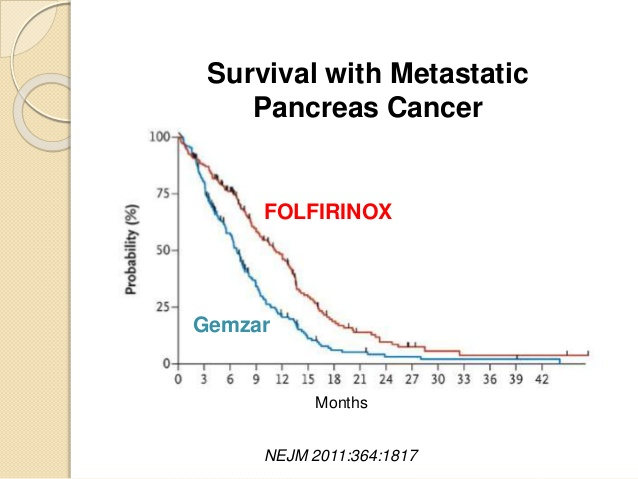 Survival with Metastatic
Pancreas Cancer
100
75
50
25
0
Probability (%)
FOLFIRINOX
Gemzar
0 3 6 9 12 15 18 21 24 27 30 33 36 39 42
Months
NEJM 2011:364:1817